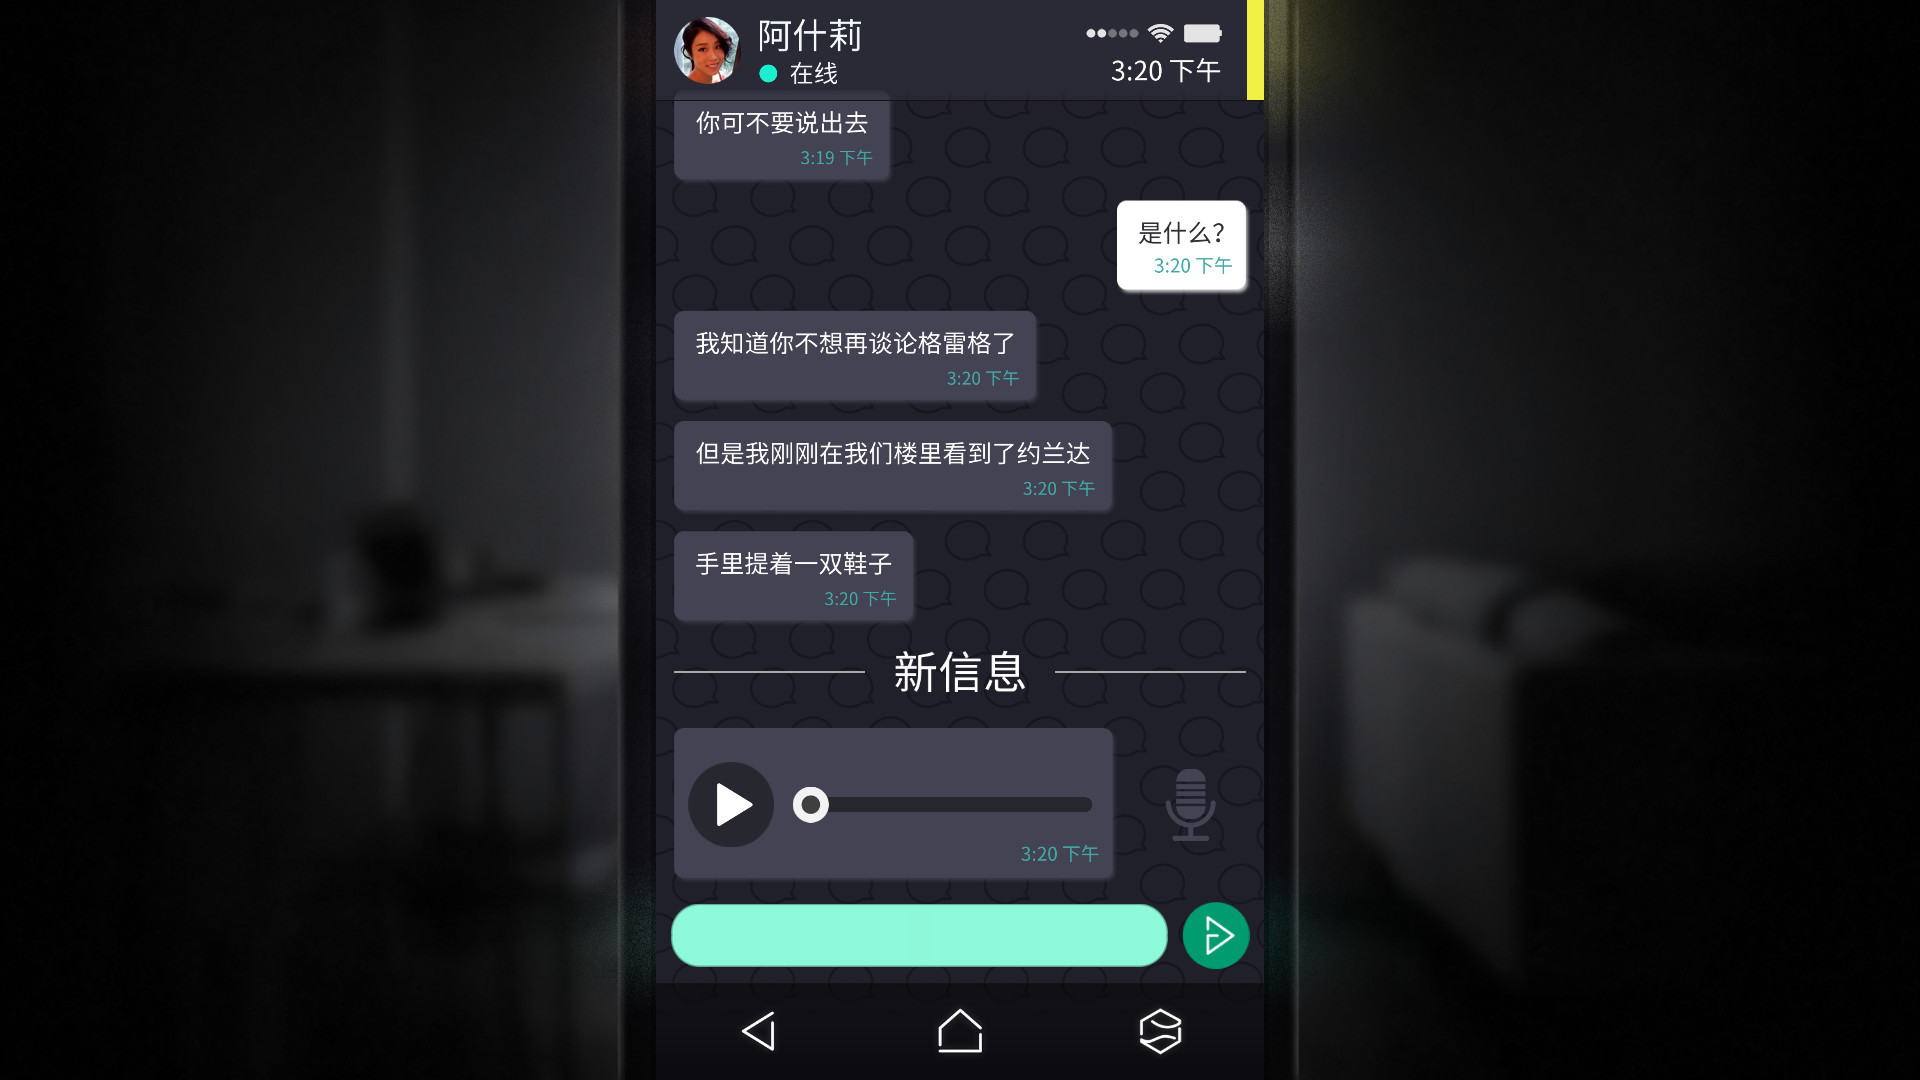 阿什莉
在线
3:20 下午
你可不要说出去
3:19 下午
是什么?
3:20 下午
我知道你不想再谈论格雷格了
3:20 下午
但是我刚刚在我们楼里看到了约兰达
3:20 下午
手里提着一双鞋子
3:20 下午
新信息
3:20 下午